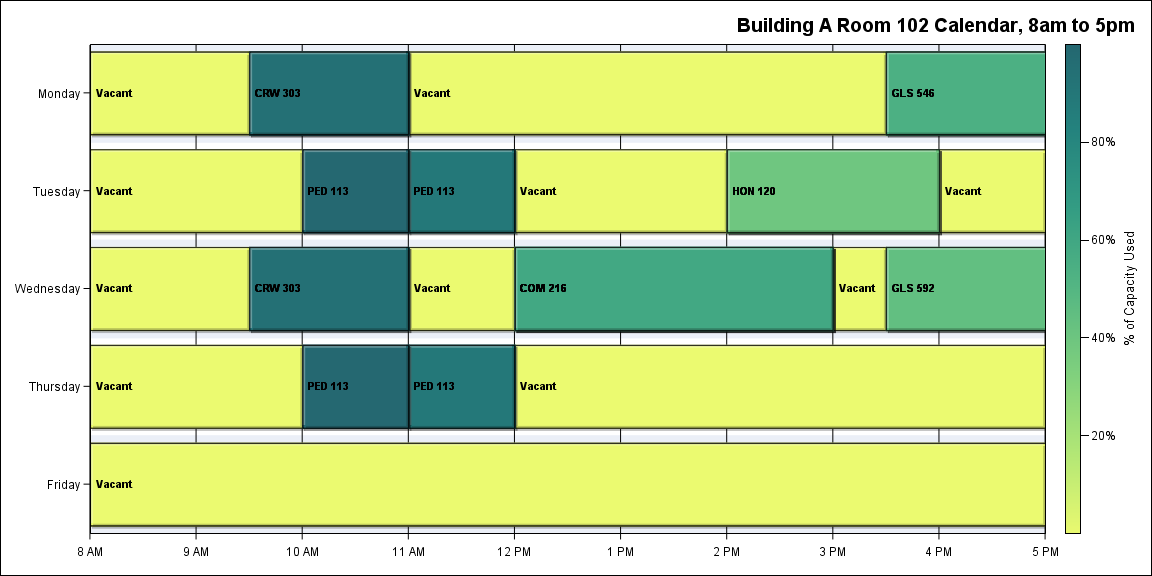 Building A Room 102 Calendar, 8am to 5pm
Monday
Vacant
CRW 303
Vacant
GLS 546
Tuesday
Vacant
PED 113
PED 113
Vacant
HON 120
Vacant
Wednesday
Vacant
CRW 303
Vacant
COM 216
Vacant
GLS 592
Thursday
Vacant
PED 113
PED 113
Vacant
Friday
Vacant
8 AM
9 AM
10 AM
11 AM
12 PM
1 PM
2 PM
3 PM
4 PM
5 PM
80%
60%
40%
20%
% of Capacity Used